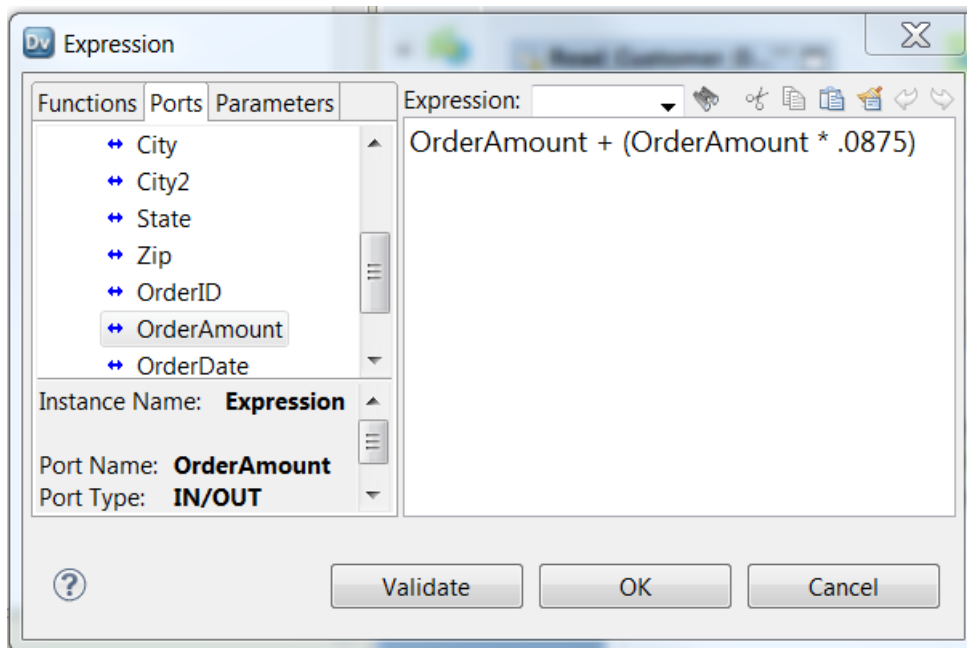 Dv Expression
Functions Ports Parameters
Expression:
City
City2
State
Zip
OrderID
OrderAmount
OrderDate
OrderAmount + (OrderAmount * .0875)
Instance Name: Expression
Port Name: OrderAmount
Port Type: IN/OUT
? Validate OK Cancel